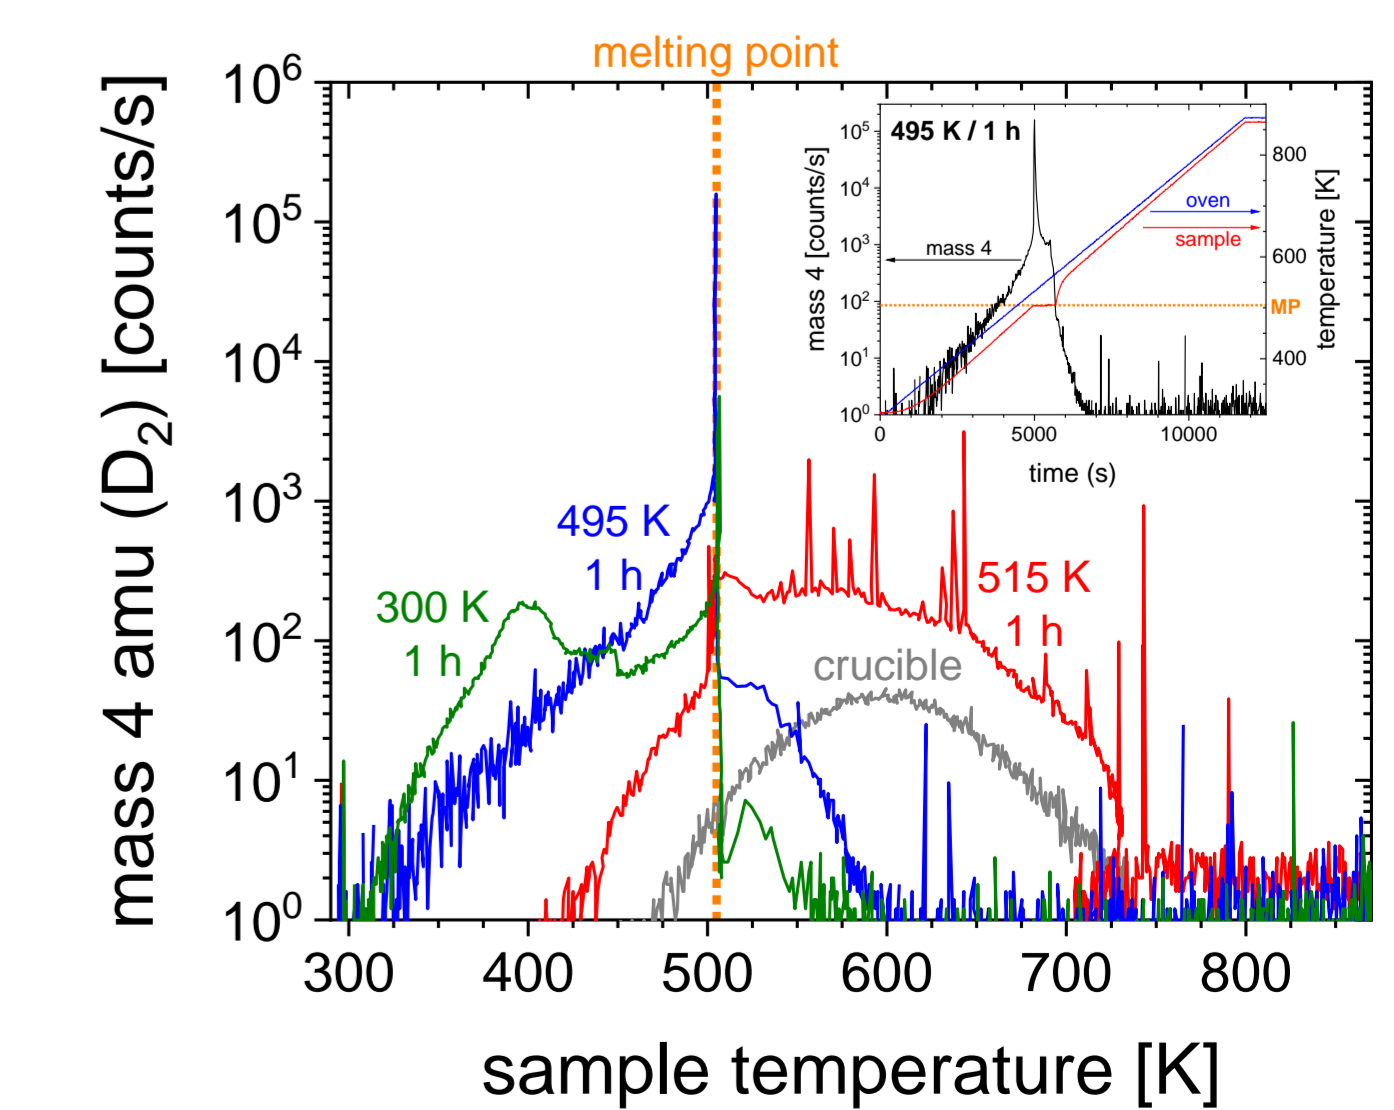 melting point
10^6
10^5
10^4
10^3
10^2
10^1
10^0
mass 4 amu (D₂) [counts/s]
300
400
500
600
700
800
sample temperature [K]
495 K
1 h
300 K
1 h
515 K
1 h
crucible
495 K / 1 h
10^5
10^4
10^3
10^2
10^1
10^0
mass 4 [counts/s]
mass 4
oven
sample
MP
800
600
400
temperature [K]
0
5000
10000
time (s)